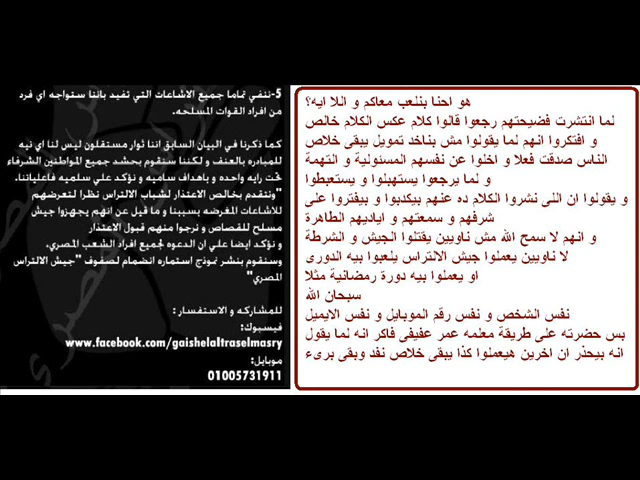 5-ننفي تماما جميع الاشاعات التي تفيد باننا ستواجه اي فرد
من افراد القوات المسلحه.
كما ذكرنا في البيان السابق اننا ثوار مستقلون ليس لنا اي نيه
للمبادره بالعنف و لكننا سنقوم بحشد جميع المواطنين الشرفاء
تحت رايه واحده و باهداف ساميه و نؤكد علي سلميه فاعلياتنا.
"ونتقدم بخالص الاعتذار لشباب الالتراس نظرا لتعرضهم
للاشاعات المغرضه بسببنا و ما قيل عن انهم يجهزوا جيش
مسلح للقصاص و نرجوا منهم قبول الاعتذار
و نؤكد ايضا علي ان الدعوه لجميع افراد الشعب المصري.
وسنقوم بنشر نموذج استماره انضمام لصفوف "جيش الالتراس
المصري"
للمشاركه و الاستفسار :
فيسبوك:
www.facebook.com/gaishelaltraselmasry
موبايل:
01005731911
هو احنا بنلعب معاكم و اللا ايه؟
لما انتشرت فضيحتهم رجعوا قالوا كلام عكس الكلام خالص
و افتكروا انهم لما يقولوا مش بناخد تمويل يبقى خلاص
الناس صدقت فعلا و اخلوا عن نفسهم المسئولية و التهمة
و لما يرجعوا يستهبلوا و يستعبطوا
و يقولوا ان اللى نشروا الكلام ده عنهم بيكدبوا و بيفتروا على
شرفهم و سمعتهم و اياديهم الطاهرة
و انهم لا سمح الله مش ناويين يقتلوا الجيش و الشرطة
لا ناويين يعملوا جيش الالتراس يلعبوا بيه الدورى
او يعملوا بيه دورة رمضانية مثلا
سبحان الله
نفس الشخص و نفس رقم الموبايل و نفس الايميل
بس حضرته على طريقة معلمه عمر عفيفى فاكر انه لما يقول
انه بيحذر ان اخرين هيعملوا كذا يبقى خلاص نفد وبقى برىء